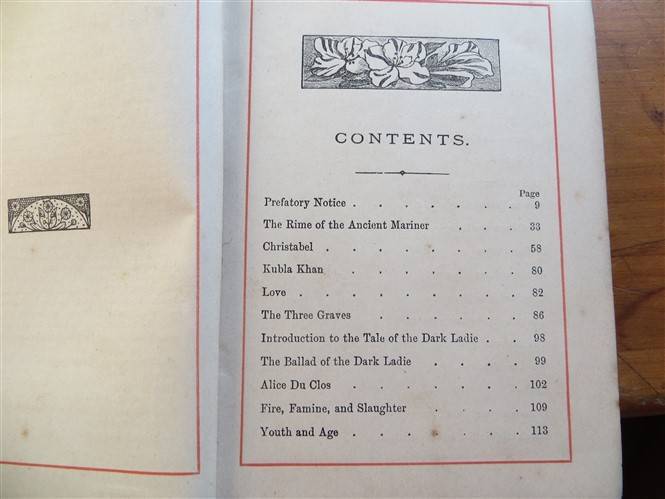 CONTENTS.
Page
Prefatory Notice . . . . . . . 9
The Rime of the Ancient Mariner . . . . 33
Christabel . . . . . . . . 58
Kubla Khan . . . . . . . 80
Love . . . . . . . . . 82
The Three Graves . . . . . . 86
Introduction to the Tale of the Dark Ladie . . 98
The Ballad of the Dark Ladie . . . . 99
Alice Du Clos . . . . . . . 102
Fire, Famine, and Slaughter . . . . 109
Youth and Age . . . . . . . 113